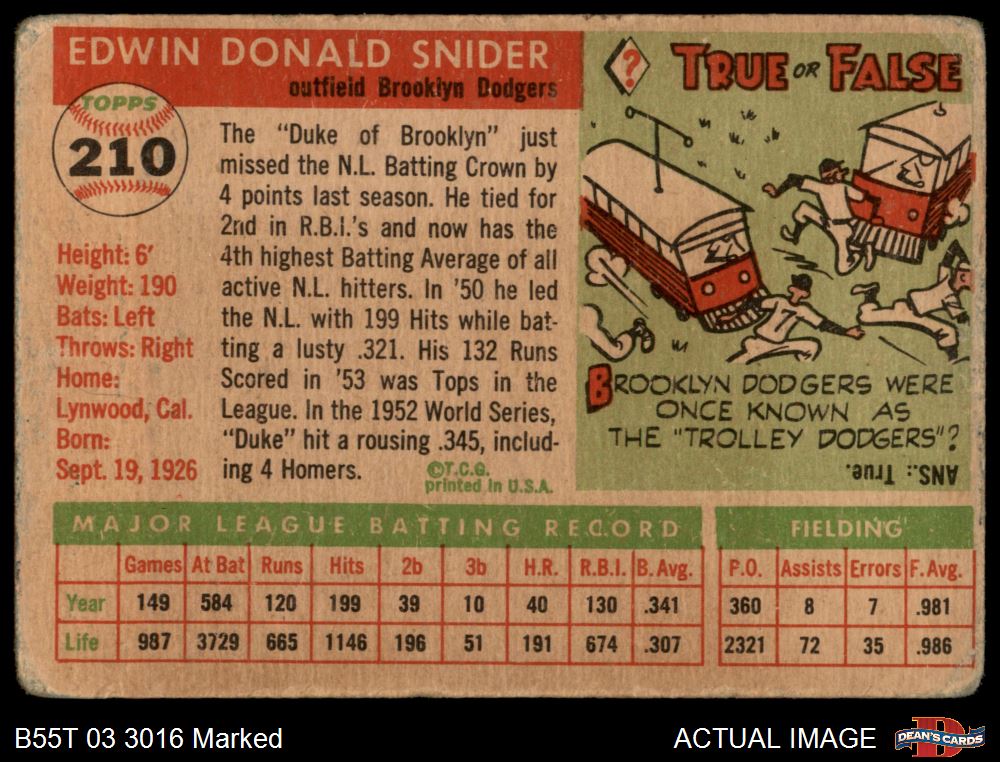 EDWIN DONALD SNIDER
outfield Brooklyn Dodgers
TOPPS
210
The "Duke of Brooklyn" just
missed the N.L. Batting Crown by
4 points last season. He tied for
2nd in R.B.I.'s and now has the
4th highest Batting Average of all
active N.L. hitters. In '50 he led
the N.L. with 199 Hits while bat-
ting a lusty .321. His 132 Runs
Scored in '53 was Tops in the
League. In the 1952 World Series,
"Duke" hit a rousing .345, includ-
ing 4 Homers.
©T.C.G.
printed in U.S.A.
Height: 6'
Weight: 190
Bats: Left
Throws: Right
Home:
Lynwood, Cal.
Born:
Sept. 19, 1926
? TRUE OR FALSE
7
BROOKLYN DODGERS WERE
ONCE KNOWN AS
THE "TROLLEY DODGERS"?
ANS.: True.
MAJOR LEAGUE BATTING RECORD
Games At Bat Runs Hits 2b 3b H.R. R.B.I. B. Avg.
Year 149 584 120 199 39 10 40 130 .341
Life 987 3729 665 1146 196 51 191 674 .307
FIELDING
P.O. Assists Errors F. Avg.
360 8 7 .981
2321 72 35 .986
B55T 03 3016 Marked
ACTUAL IMAGE
DEAN'S CARDS